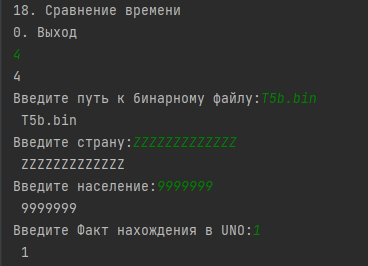 18. Сравнение времени
0. Выход
4
4
Введите путь к бинарному файлу:T5b.bin
T5b.bin
Введите страну:ZZZZZZZZZZZZZ
ZZZZZZZZZZZZZ
Введите население:9999999
9999999
Введите Факт нахождения в UNO:1
1